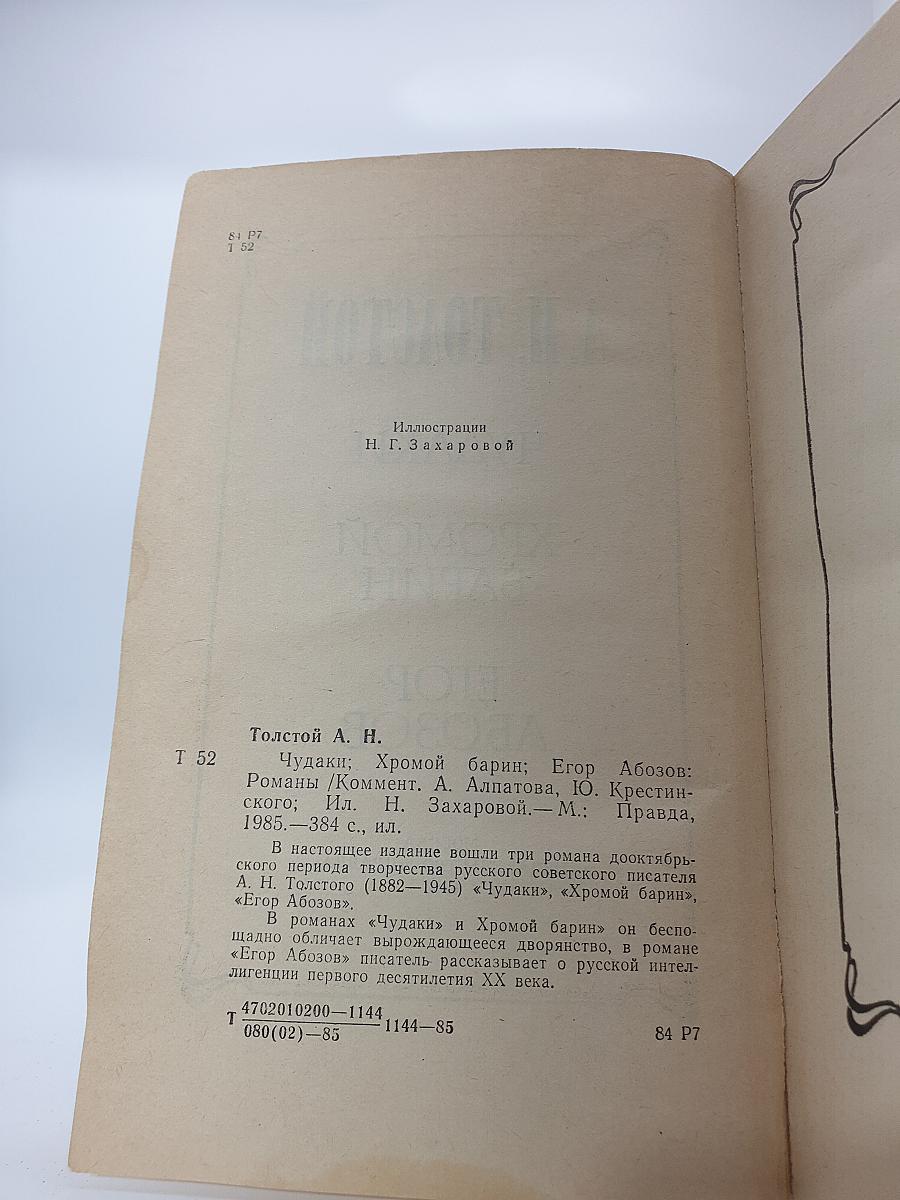 84 Р7
Т 52
Иллюстрации
Н. Г. Захаровой
Толстой А. Н.
Т 52
Чудаки; Хромой барин; Егор Абозов:
Романы /Коммент. А. Алпатова, Ю. Крестин-
ского; Ил. Н. Захаровой.— М.: Правда,
1985.—384 с., ил.
В настоящее издание вошли три романа дооктябрь-
ского периода творчества русского советского писателя
А. Н. Толстого (1882—1945) «Чудаки», «Хромой барин»,
«Егор Абозов».
В романах «Чудаки» и Хромой барин» он беспо-
щадно обличает вырождающееся дворянство, в романе
«Егор Абозов» писатель рассказывает о русской интел-
лигенции первого десятилетия XX века.
Т 4702010200—1144
080(02)—85
1144—85
84 Р7